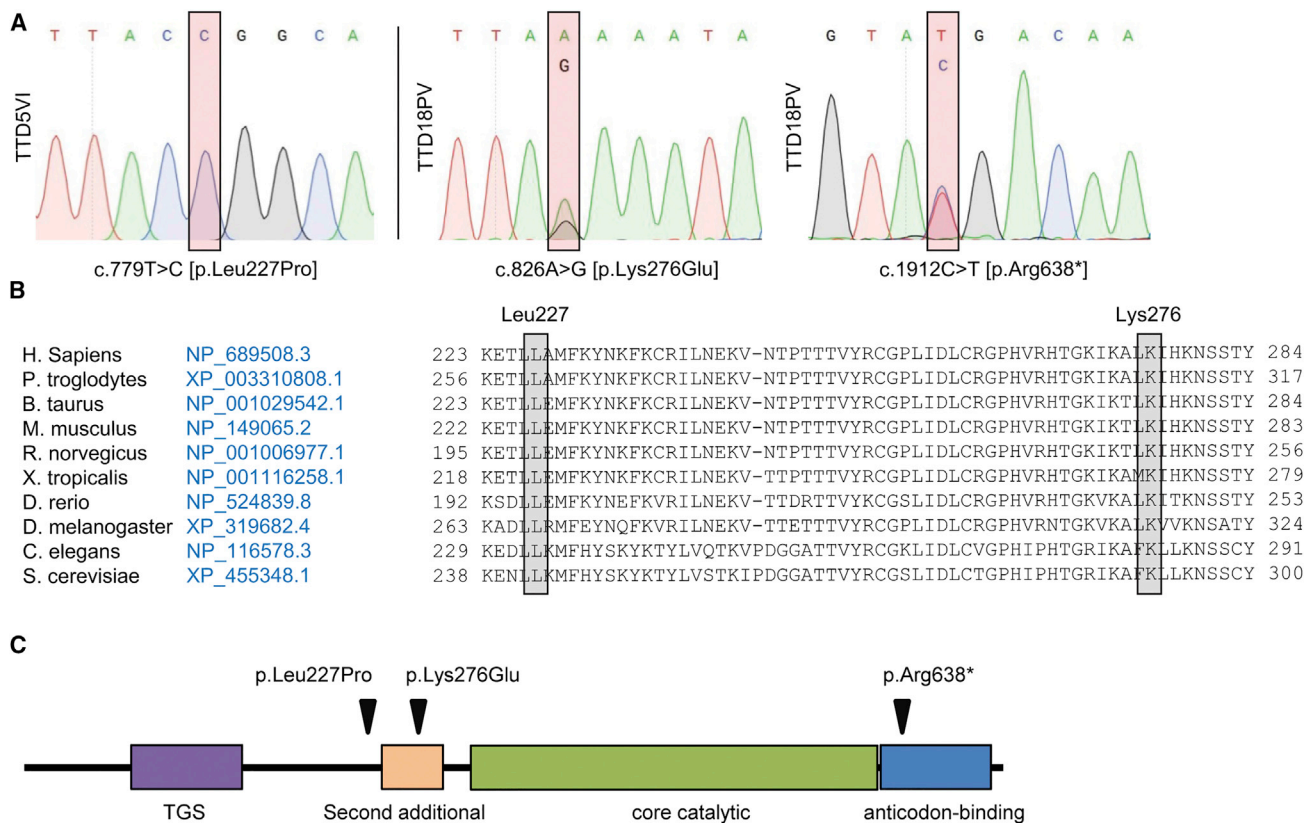 A
T T A C C G G C A
T T A A A A A T A
G
G T A T G A C A A
C
TTD5VI
TTD18PV
TTD18PV
c.779T>C [p.Leu227Pro]
c.826A>G [p.Lys276Glu]
c.1912C>T [p.Arg638*]
B
Leu227 Lys276
H. Sapiens NP_689508.3 223 KETLLAMFKYNKFKCRILNEKV-NTPTTTVYRCGPLIDLCRGPHVRHTGKIKALKIHKNSSTY 284
P. troglodytes XP_003310808.1 256 KETLLAMFKYNKFKCRILNEKV-NTPTTTVYRCGPLIDLCRGPHVRHTGKIKALKIHKNSSTY 317
B. taurus NP_001029542.1 223 KETLLEMFKYNKFKCRILNEKV-NTPTTTVYRCGPLIDLCRGPHVRHTGKIKTLKIHKNSSTY 284
M. musculus NP_149065.2 222 KETLLEMFKYNKFKCRILNEKV-NTPTTTVYRCGPLIDLCRGPHVRHTGKIKTLKIHKNSSTY 283
R. norvegicus NP_001006977.1 195 KETLLEMFKYNKFKCRILNEKV-NTPTTTVYRCGPLIDLCRGPHVRHTGKIKTLKIHKNSSTY 256
X. tropicalis NP_001116258.1 218 KETLLEMFKYNKFKCRILNEKV-TTPTTTVYRCGPLIDLCRGPHVRHTGKIKAMKIHKNSSTY 279
D. rerio NP_524839.8 192 KSDLLEMFKYNEFKVRILNEKV-TTDRTTVYKCGSLIDLCRGPHVRHTGKVKALKITKNSSTY 253
D. melanogaster XP_319682.4 263 KADLLRMFEYNQFKVRILNEKV-TTETTTVYRCGPLIDLCRGPHVRNTGKVKALKVVKNSATY 324
C. elegans NP_116578.3 229 KEDLLKMFHYSKYKTYLVQTKVPDGGATTVYRCGKLIDLCVGPHIPHTGRIKAFKLLKNSSCY 291
S. cerevisiae XP_455348.1 238 KENLLKMFHYSKYKTYLVSTKIPDGGATTVYRCGSLIDLCTGPHIPHTGRIKAFKLLKNSSCY 300
C
p.Leu227Pro p.Lys276Glu p.Arg638*
TGS Second additional core catalytic anticodon-binding